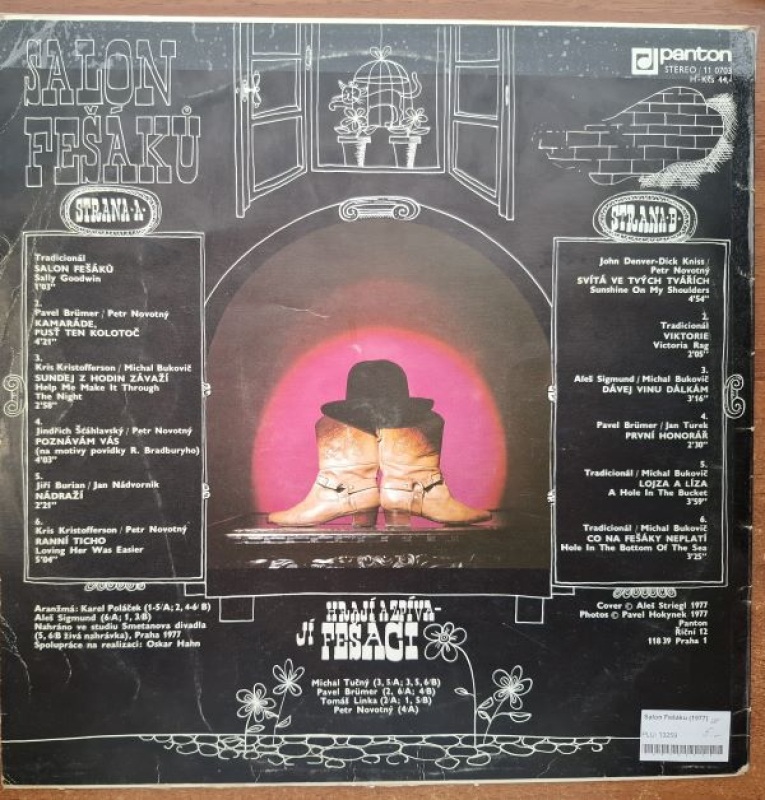 SALON
FEŠÁKŮ
panton
STEREO / 11 0703
H-Kčs 44,-
STRANA·A·
Tradicionál
SALON FEŠÁKŮ
Sally Goodwin
1'03"
2.
Pavel Brümer / Petr Novotný
KAMARÁDE,
PUSŤ TEN KOLOTOČ
4'21"
3.
Kris Kristofferson / Michal Bukovič
SUNDEJ Z HODIN ZÁVAŽÍ
Help Me Make It Through
The Night
2'58"
4.
Jindřich Šťáhlavský / Petr Novotný
POZNÁVÁM VÁS
(na motivy povídky R. Bradburyho)
4'03"
5.
Jiří Burian / Jan Nádvorník
NÁDRAŽÍ
2'21"
6.
Kris Kristofferson / Petr Novotný
RANNÍ TICHO
Loving Her Was Easier
5'04"
STRANA·B·
John Denver-Dick Kniss /
Petr Novotný
SVÍTÁ VE TVÝCH TVÁŘÍCH
Sunshine On My Shoulders
4'54"
2.
Tradicionál
VIKTORIE
Victoria Rag
2'05"
3.
Aleš Sigmund / Michal Bukovič
DÁVEJ VINU DÁLKÁM
3'16"
4.
Pavel Brümer / Jan Turek
PRVNÍ HONORÁŘ
2'30"
5.
Tradicionál / Michal Bukovič
LOJZA A LÍZA
A Hole In The Bucket
3'59"
6.
Tradicionál / Michal Bukovič
CO NA FEŠÁKY NEPLATÍ
Hole In The Bottom Of The Sea
3'25"
Aranžmá: Karel Poláček (1-5/A; 2, 4-6/B)
Aleš Sigmund (6/A; 1, 3/B)
Nahráno ve studiu Smetanova divadla
(5, 6/B živá nahrávka), Praha 1977
Spolupráce na realizaci: Oskar Hahn
HRAJÍ A ZPÍVA-
JÍ FEŠÁCI
Michal Tučný (3, 5/A; 3, 5, 6/B)
Pavel Brümer (2, 6/A; 4/B)
Tomáš Linka (2/A; 1, 5/B)
Petr Novotný (4/A)
Cover © Aleš Striegl 1977
Photos © Pavel Hokynek 1977
Panton
Říční 12
118 39 Praha 1
Salon Fešáku (1977)